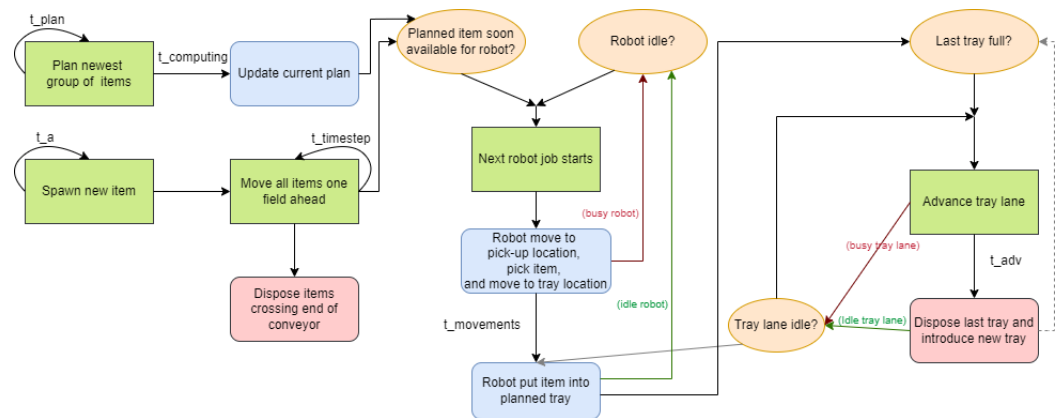 t_plan
Plan newest
group of items
t_computing
Update current plan
Planned item soon
available for robot?
Robot idle?
Last tray full?
t_a
Spawn new item
t_timestep
Move all items one
field ahead
Next robot job starts
Advance tray lane
(busy robot)
(busy tray lane)
Robot move to
pick-up location,
pick item,
and move to tray location
t_adv
Dispose items
crossing end of
conveyor
(idle robot)
Tray lane idle?
(Idle tray lane)
Dispose last tray and
introduce new tray
t_movements
Robot put item into
planned tray